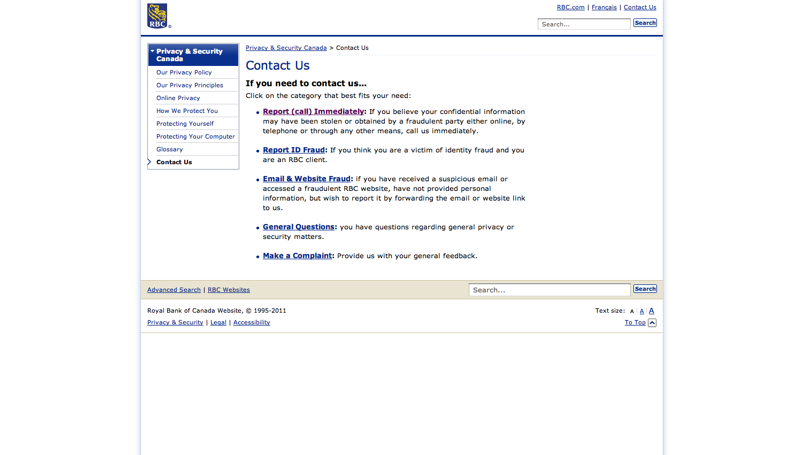 RBC®
RBC.com | Français | Contact Us
Search... Search
Privacy & Security
Canada
Our Privacy Policy
Our Privacy Principles
Online Privacy
How We Protect You
Protecting Yourself
Protecting Your Computer
Glossary
Contact Us
Privacy & Security Canada > Contact Us
Contact Us
If you need to contact us...
Click on the category that best fits your need:
• Report (call) Immediately: If you believe your confidential information
may have been stolen or obtained by a fraudulent party either online, by
telephone or through any other means, call us immediately.
• Report ID Fraud: If you think you are a victim of identity fraud and you
are an RBC client.
• Email & Website Fraud: if you have received a suspicious email or
accessed a fraudulent RBC website, have not provided personal
information, but wish to report it by forwarding the email or website link
to us.
• General Questions: you have questions regarding general privacy or
security matters.
• Make a Complaint: Provide us with your general feedback.
Advanced Search | RBC Websites
Search... Search
Royal Bank of Canada Website, © 1995-2011
Text size: A A A
Privacy & Security | Legal | Accessibility
To Top